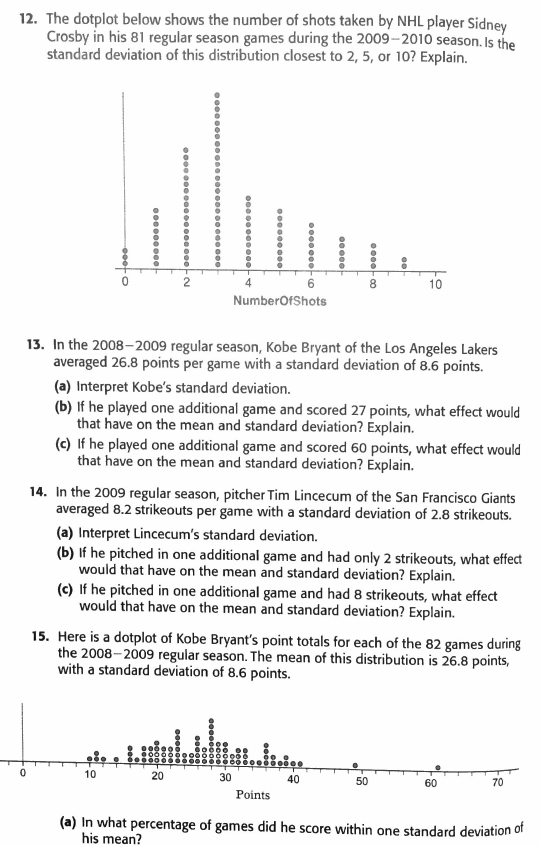 12. The dotplot below shows the number of shots taken by NHL player Sidney
Crosby in his 81 regular season games during the 2009–2010 season. Is the
standard deviation of this distribution closest to 2, 5, or 10? Explain.
0 2 4 6 8 10
NumberOfShots
13. In the 2008–2009 regular season, Kobe Bryant of the Los Angeles Lakers
averaged 26.8 points per game with a standard deviation of 8.6 points.
(a) Interpret Kobe's standard deviation.
(b) If he played one additional game and scored 27 points, what effect would
that have on the mean and standard deviation? Explain.
(c) If he played one additional game and scored 60 points, what effect would
that have on the mean and standard deviation? Explain.
14. In the 2009 regular season, pitcher Tim Lincecum of the San Francisco Giants
averaged 8.2 strikeouts per game with a standard deviation of 2.8 strikeouts.
(a) Interpret Lincecum's standard deviation.
(b) If he pitched in one additional game and had only 2 strikeouts, what effect
would that have on the mean and standard deviation? Explain.
(c) If he pitched in one additional game and had 8 strikeouts, what effect
would that have on the mean and standard deviation? Explain.
15. Here is a dotplot of Kobe Bryant's point totals for each of the 82 games during
the 2008–2009 regular season. The mean of this distribution is 26.8 points,
with a standard deviation of 8.6 points.
0 10 20 30 40 50 60 70
Points
(a) In what percentage of games did he score within one standard deviation of
his mean?